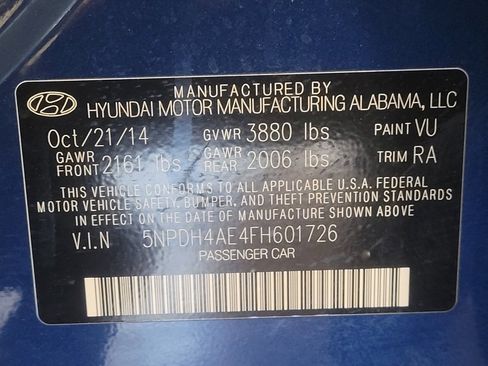 MANUFACTURED BY
HYUNDAI MOTOR MANUFACTURING ALABAMA, LLC
Oct/21/14 GVWR 3880 lbs PAINT VU
GAWR FRONT 2161 lbs GAWR REAR 2006 lbs TRIM RA
THIS VEHICLE CONFORMS TO ALL APPLICABLE U.S.A. FEDERAL
MOTOR VEHICLE SAFETY, BUMPER, AND THEFT PREVENTION STANDARDS
IN EFFECT ON THE DATE OF MANUFACTURE SHOWN ABOVE
V.I.N 5NPDH4AE4FH601726
PASSENGER CAR